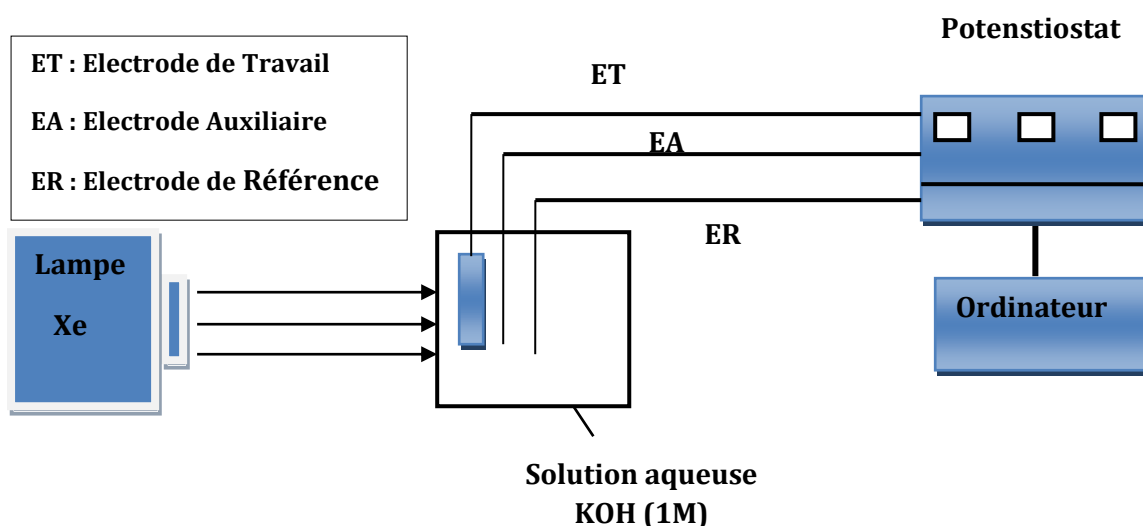 Potenstiostat
ET : Electrode de Travail
EA : Electrode Auxiliaire
ER : Electrode de Référence
ET
EA
ER
Lampe
Xe
Ordinateur
Solution aqueuse
KOH (1M)